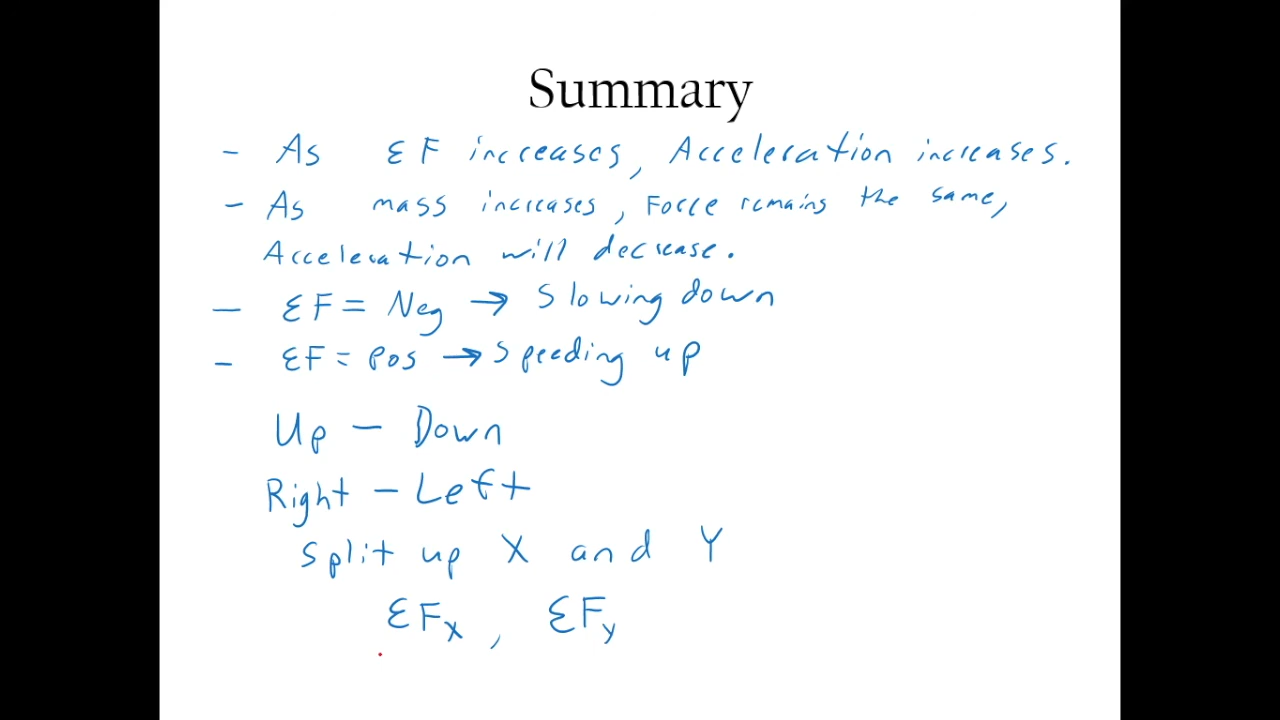 Summary
- As ΣF increases, Acceleration increases.
- As mass increases, Force remains the same,
Acceleration will decrease.
- ΣF = Neg → Slowing down
- ΣF = Pos → Speeding up
Up - Down
Right - Left
Split up X and Y
ΣFx, ΣFy